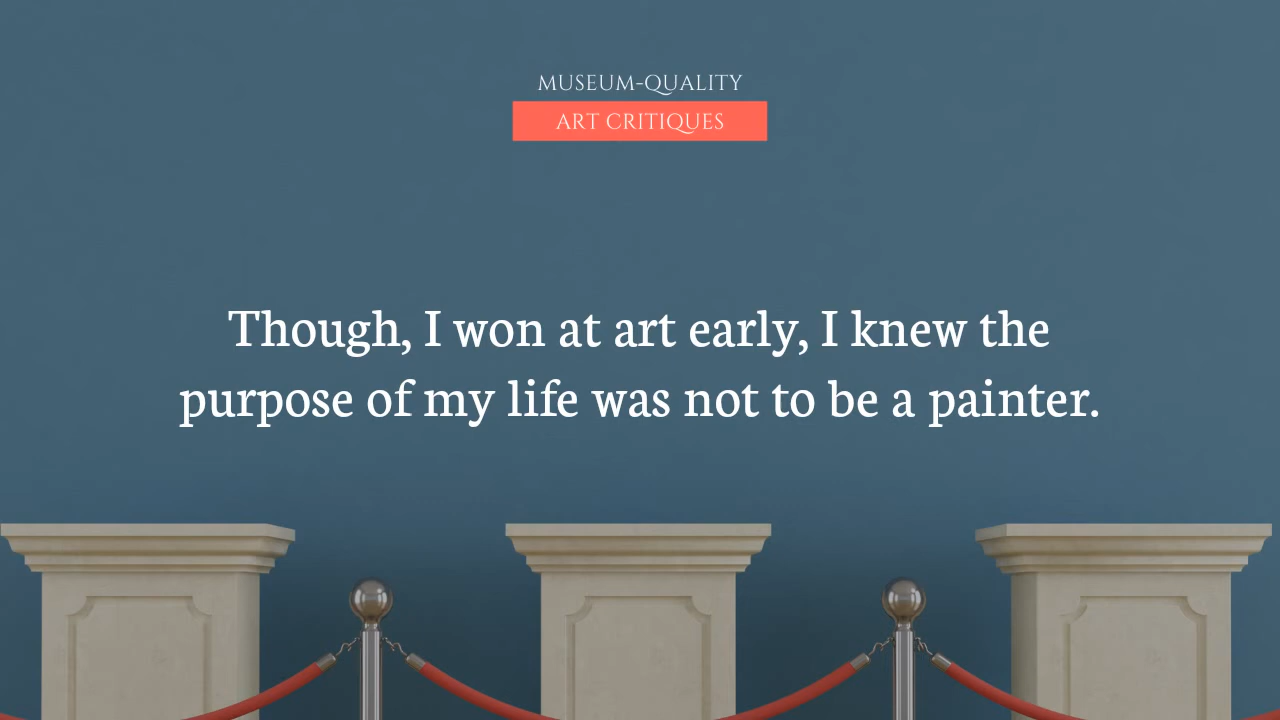 MUSEUM-QUALITY
ART CRITIQUES
Though, I won at art early, I knew the
purpose of my life was not to be a painter.